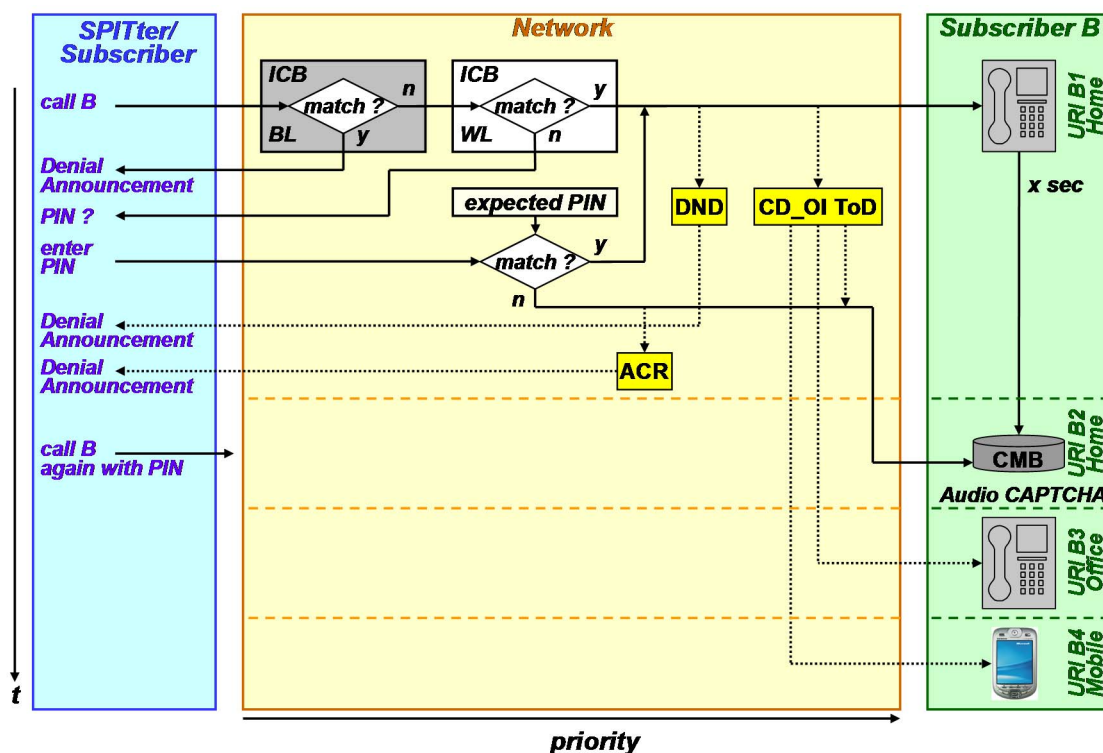 SPITter/
Subscriber
Network
Subscriber B
call B
ICB
match ?
n
y
BL
ICB
match ?
y
n
WL
URI B1
Home
Denial
Announcement
x sec
PIN ?
expected PIN
DND
CD_OI ToD
enter
PIN
match ?
y
n
Denial
Announcement
Denial
Announcement
ACR
call B
again with PIN
CMB
URI B2
Home
Audio CAPTCHA
URI B3
Office
URI B4
Mobile
t
priority